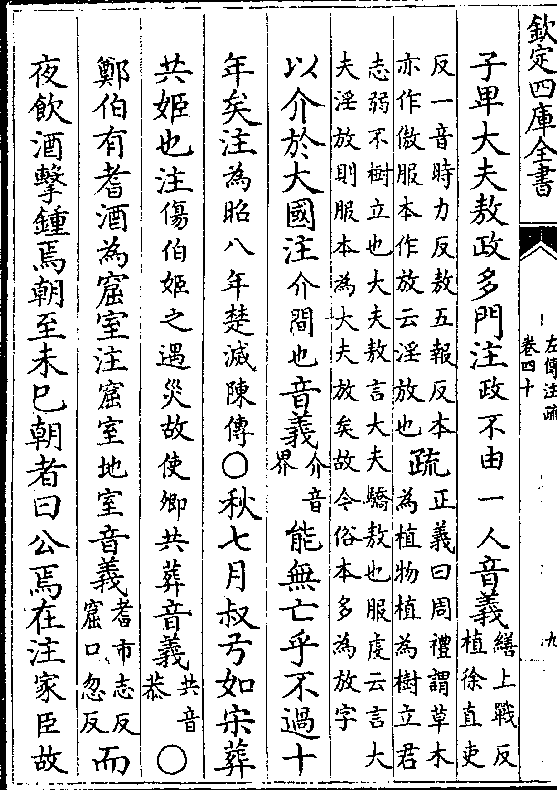 欽定四庫全書
左傳注疏
卷四十
九
子卑大夫敖政多門注政不由一人音義繕上戰反
植徐直吏
反一音時力反敖五報反本
亦作傲服本作放云淫放也疏正義曰周禮謂草木
為植物植為樹立君
志弱不樹立也大夫敖言大夫驕敖也服虔云言大
夫淫放則服本為大夫放矣故今俗本多為放字
以介於大國注介間也音義介音
界能無亡乎不過十
年矣注為昭八年楚滅陳傳○秋七月叔弓如宋葬
共姬也注傷伯姬之遇災故使卿共葬音義共音
恭○
鄭伯有耆酒為窟室注窟室地室音義耆市志反
窟口忽反而
夜飲酒擊鍾焉朝至未已朝者曰公焉在注家臣故